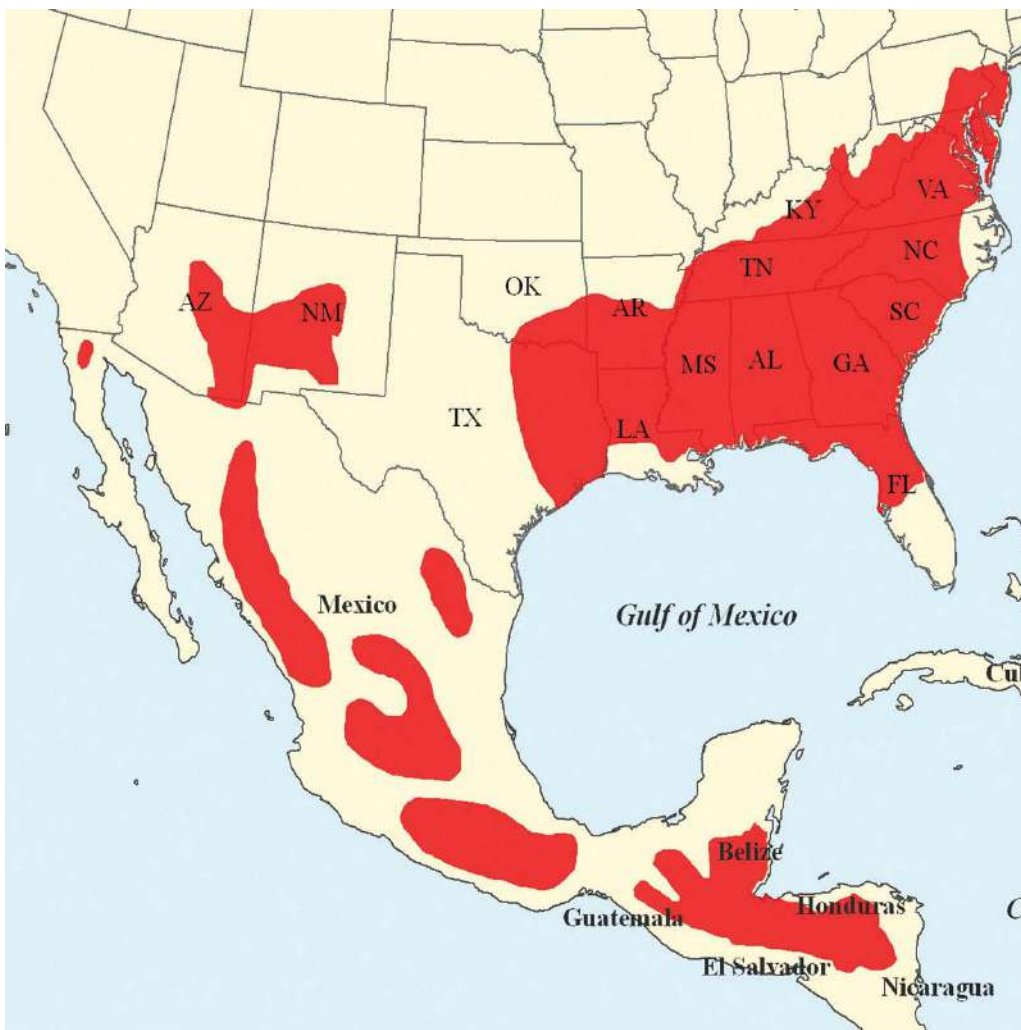 VA
KY
NC
TN
OK
AZ
NM
AR
SC
MS
AL
GA
TX
LA
FL
Mexico
Gulf of Mexico
Cu
Belize
Honduras
C
Guatemala
El Salvador
Nicaragua